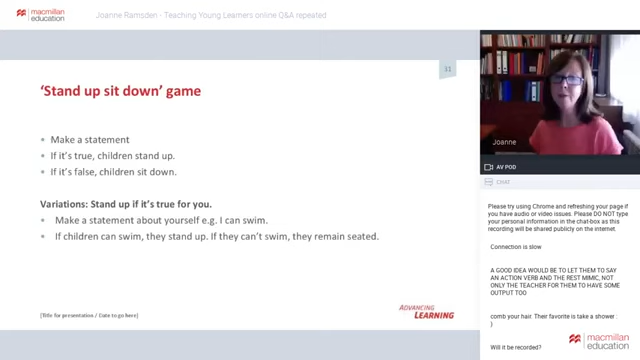 macmillan
education
Joanne Ramsden - Teaching Young Learners online Q&A repeated
31
‘Stand up sit down’ game
• Make a statement
• If it’s true, children stand up.
• If it’s false, children sit down.
Variations: Stand up if it’s true for you.
• Make a statement about yourself e.g. I can swim.
• If children can swim, they stand up. If they can’t swim, they remain seated.
[Title for presentation / Date to go here]
ADVANCING
LEARNING
Joanne
AV POD
CHAT
Please try using Chrome and refreshing your page if
you have audio or video issues. Please DO NOT type
your personal information in the chat-box as this
recording will be shared publicly on the internet.
Connection is slow
A GOOD IDEA WOULD BE TO LET THEM TO SAY
AN ACTION VERB AND THE REST MIMIC, NOT
ONLY THE TEACHER FOR THEM TO HAVE SOME
OUTPUT TOO
comb your hair. Their favorite is take a shower :
)
Will it be recorded?
macmillan
education